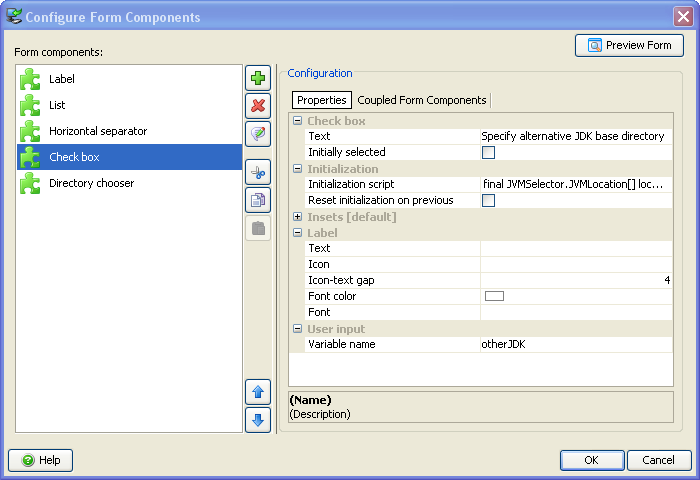 Configure Form Components
Preview Form
Form components:
Label
List
Horizontal separator
Check box
Directory chooser
Configuration
Properties
Coupled Form Components
Check box
Text Specify alternative JDK base directory
Initially selected
Initialization
Initialization script final JVMSelector.JVMLocation[] loc...
Reset initialization on previous
Insets [default]
Label
Text
Icon
Icon-text gap 4
Font color
Font
User input
Variable name otherJDK
(Name)
(Description)
Help
OK
Cancel